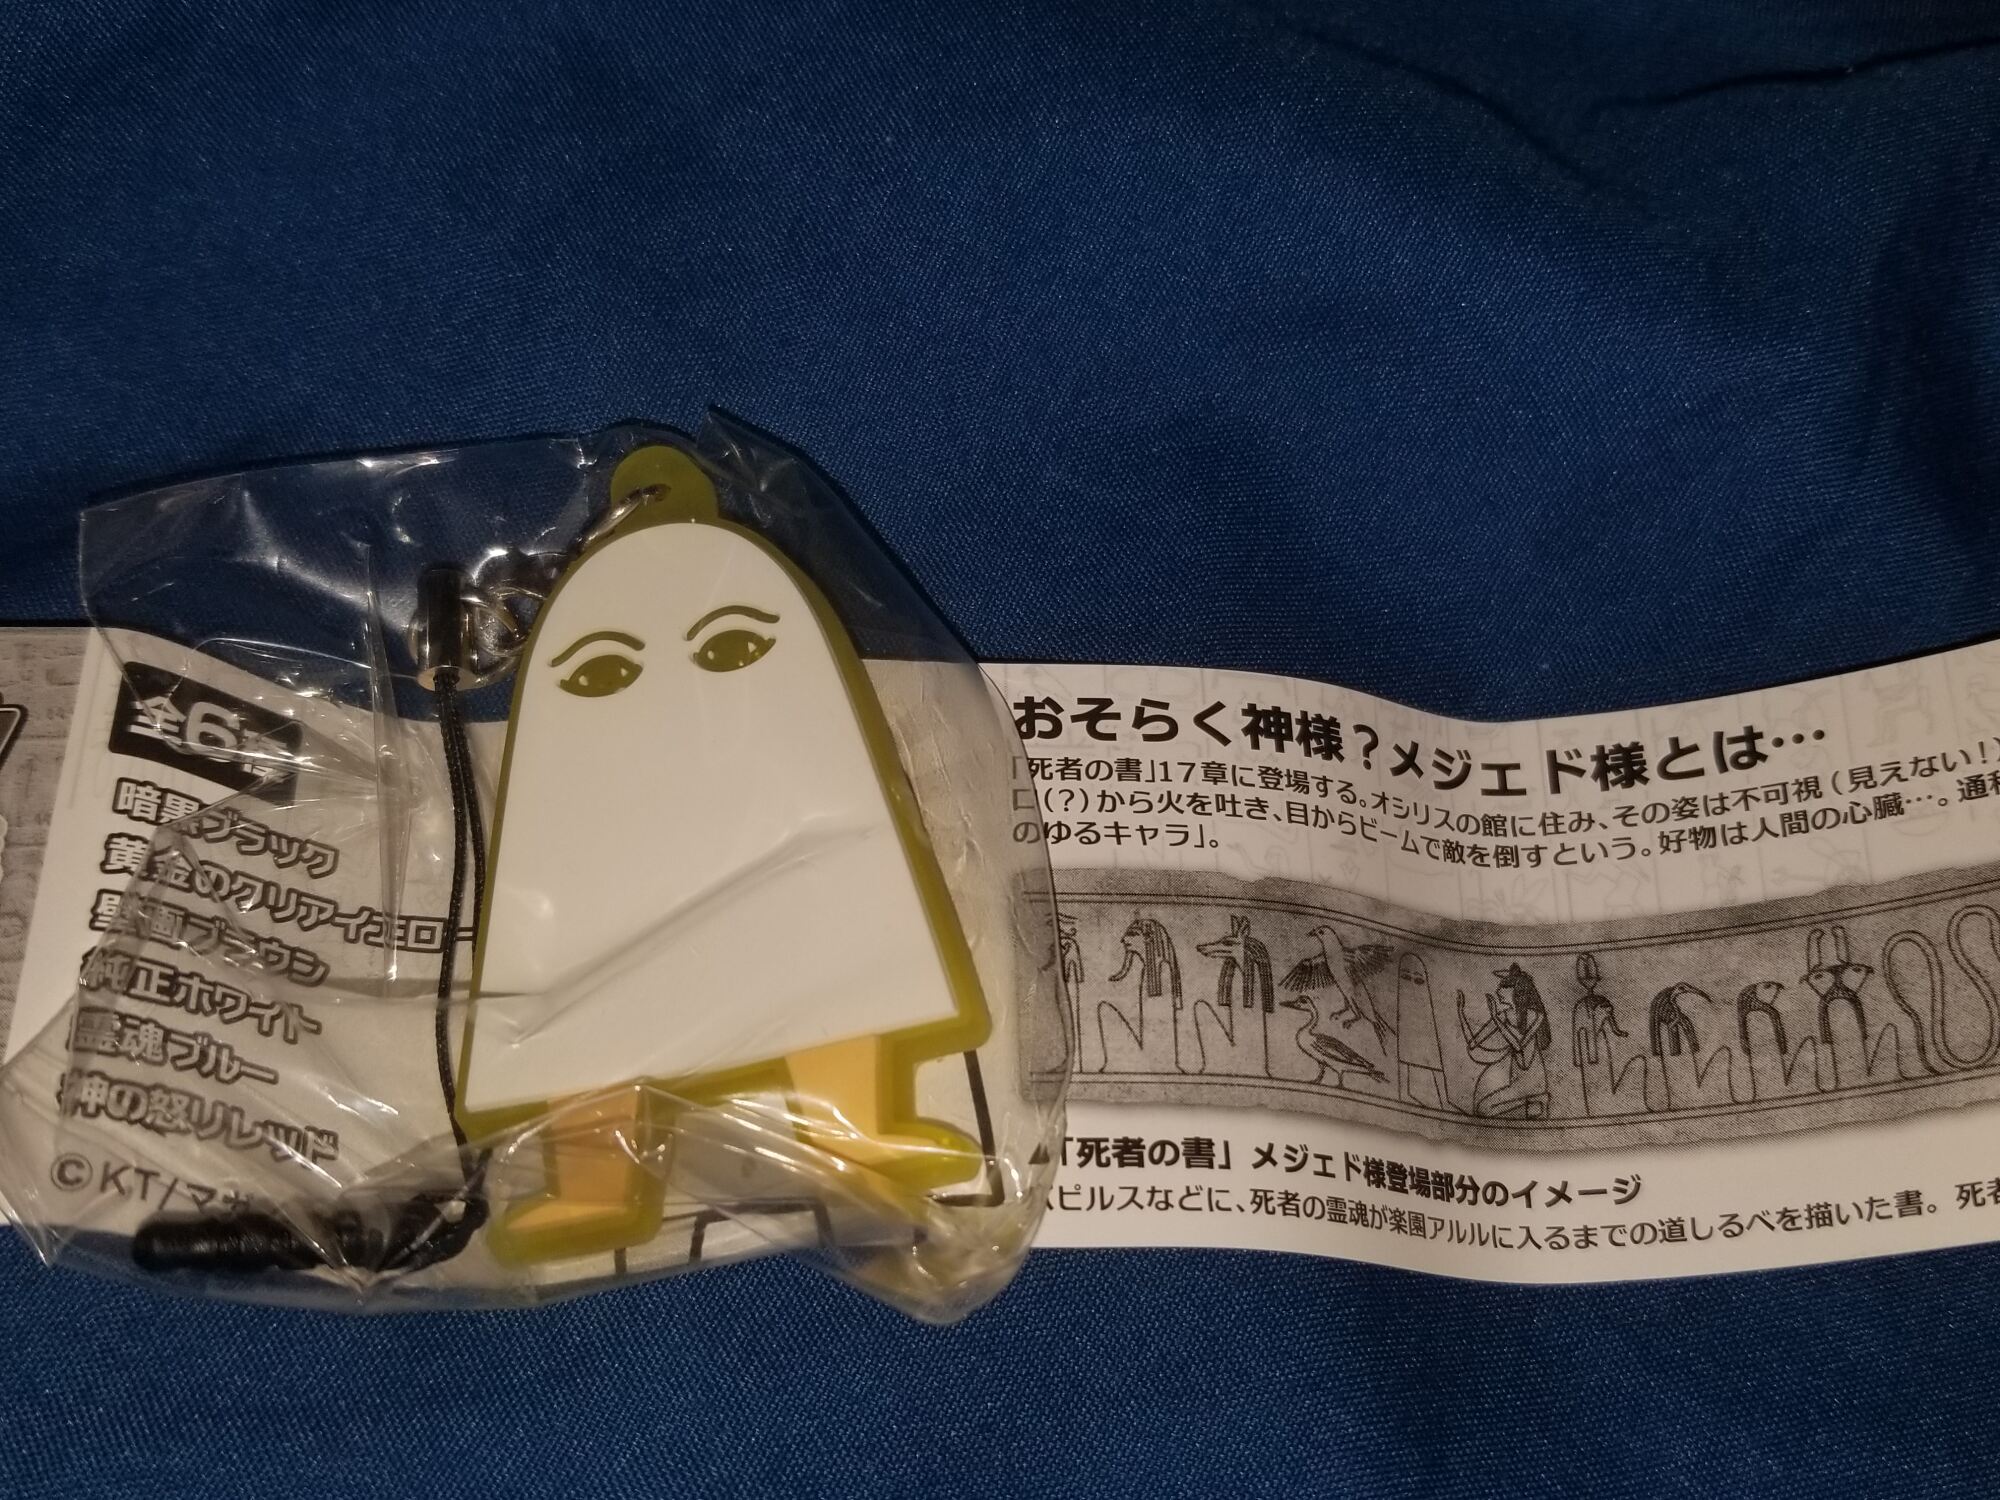 全6種
暗黒ブラック
黄金のクリアイエロー
壁画ブラウン
純正ホワイト
霊魂ブルー
神の怒りレッド
©KT/マガ
おそらく神様？メジェド様とは…
「死者の書」17章に登場する。オシリスの館に住み、その姿は不可視（見えない！）
口（？）から火を吐き、目からビームで敵を倒すという。好物は人間の心臓…。通称
のゆるキャラ」。
▲「死者の書」メジェド様登場部分のイメージ
パピルスなどに、死者の霊魂が楽園アルルに入るまでの道しるべを描いた書。死者